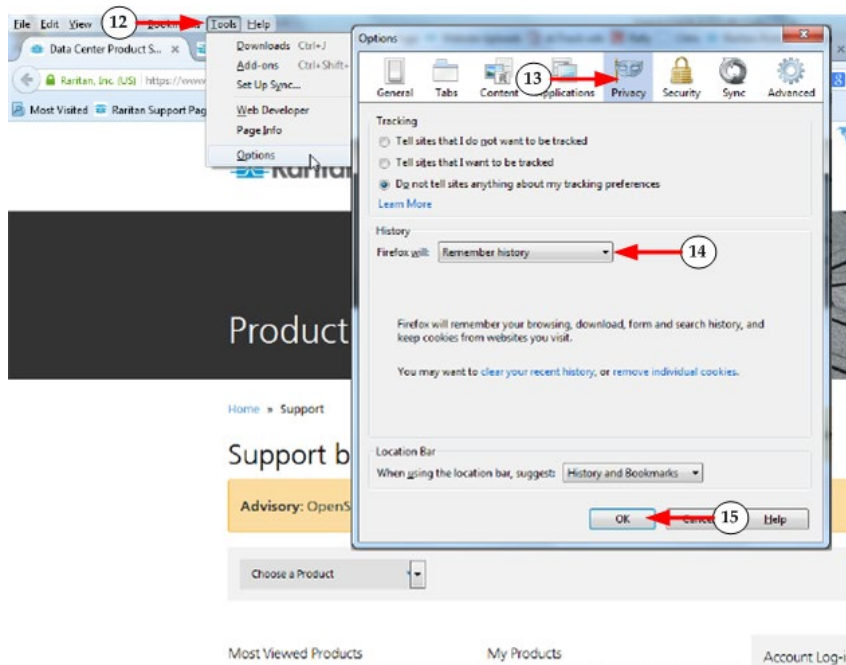 File Edit View 12 Tools Help
Data Center Product S...
Raritan, Inc. (US) https://www
Most Visited Raritan Support Pag
Downloads Ctrl+J
Add-ons Ctrl+Shift+
Set Up Sync...
Web Developer
Page Info
Options
Options
General Tabs Content 13 Applications Privacy Security Sync Advanced
Tracking
Tell sites that I do not want to be tracked
Tell sites that I want to be tracked
Do not tell sites anything about my tracking preferences
Learn More
History
Firefox will: Remember history 14
Firefox will remember your browsing, download, form and search history, and
keep cookies from websites you visit.
You may want to clear your recent history, or remove individual cookies.
Location Bar
When using the location bar, suggest: History and Bookmarks
OK 15 Cancel Help
Raritan
Product
Home » Support
Support b
Advisory: OpenS
Choose a Product
Most Viewed Products
My Products
Account Log-i